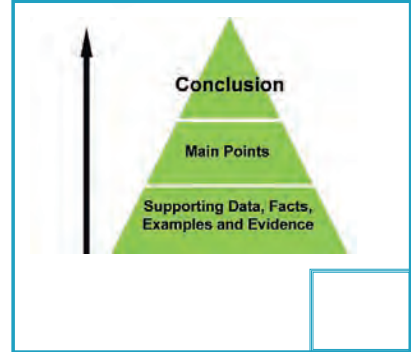 Conclusion
Main Points
Supporting Data, Facts,
Examples and Evidence